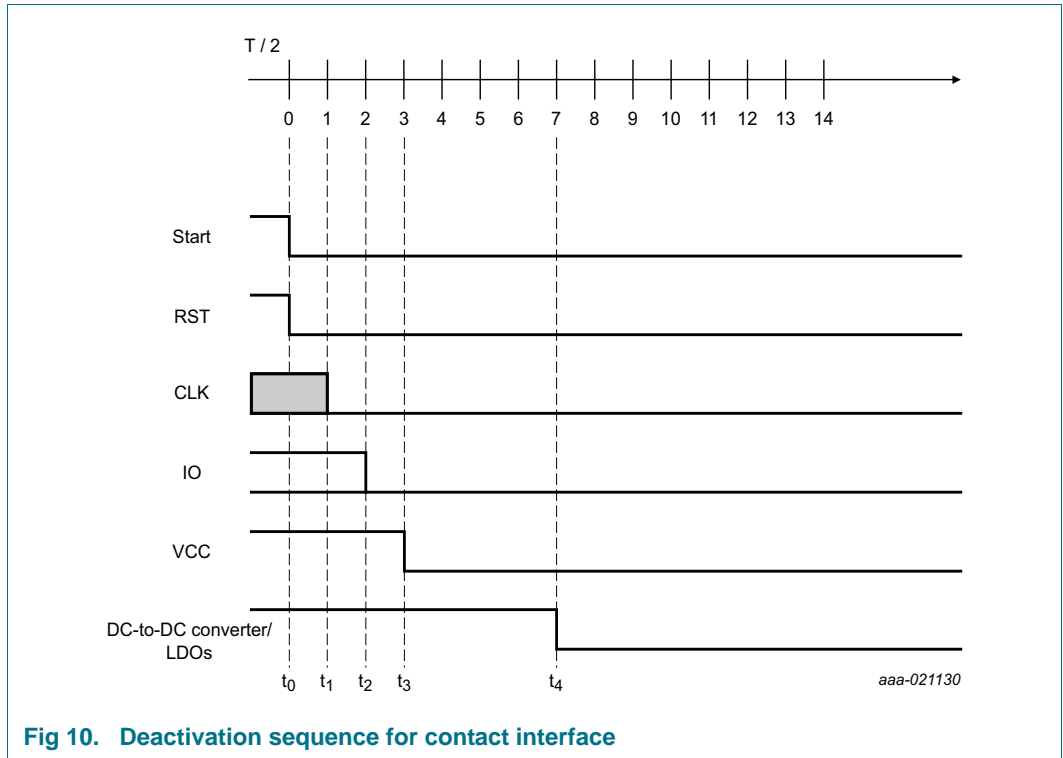 T / 2
0 1 2 3 4 5 6 7 8 9 10 11 12 13 14
Start
RST
CLK
IO
VCC
DC-to-DC converter/
LDOs
t0 t1 t2 t3 t4
aaa-021130
Fig 10. Deactivation sequence for contact interface